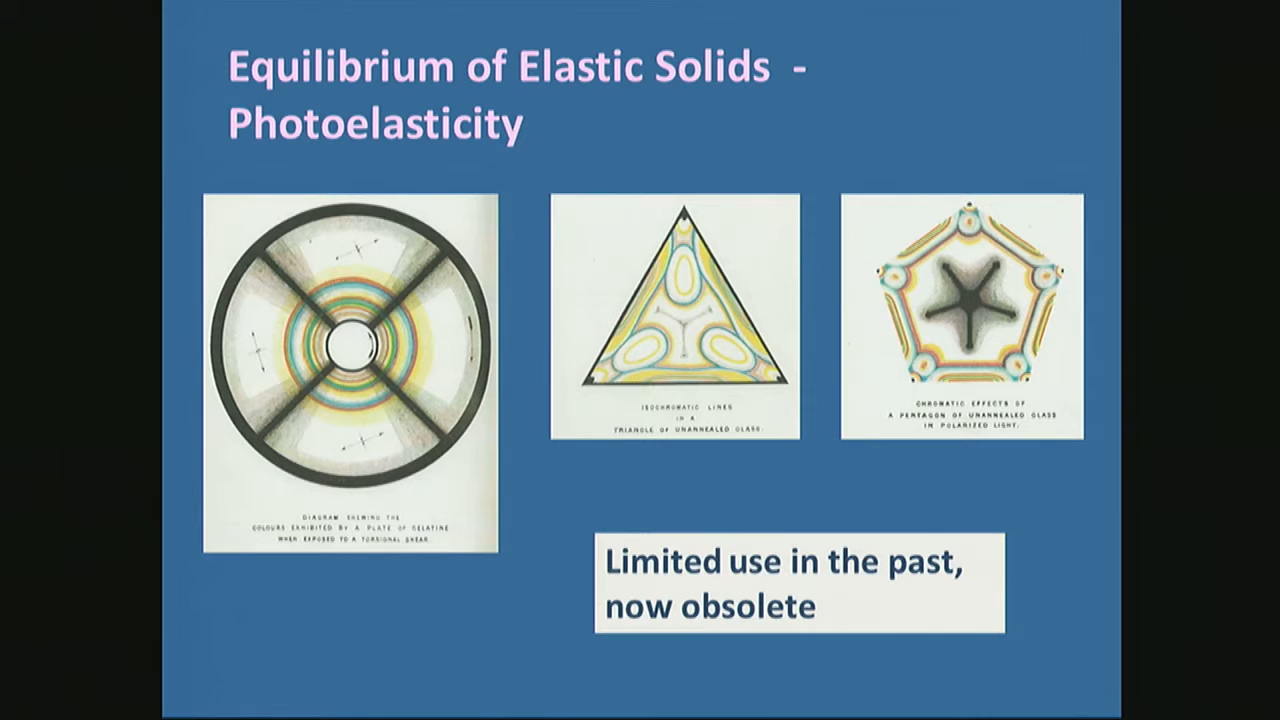 Equilibrium of Elastic Solids -
Photoelasticity
DIAGRAM SHEWING THE
COLOURS EXHIBITED BY A PLATE OF GELATINE
WHEN EXPOSED TO A TORSIONAL SHEAR.
ISOCHROMATIC LINES
IN A
TRIANGLE OF UNANNEALED GLASS.
CHROMATIC EFFECTS OF
A PENTAGON OF UNANNEALED GLASS
IN POLARIZED LIGHT.
Limited use in the past,
now obsolete